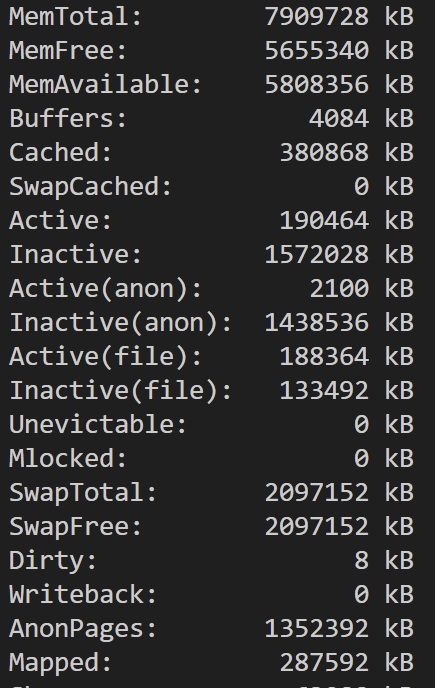 MemTotal: 7909728 kB
MemFree: 5655340 kB
MemAvailable: 5808356 kB
Buffers: 4084 kB
Cached: 380868 kB
SwapCached: 0 kB
Active: 190464 kB
Inactive: 1572028 kB
Active(anon): 2100 kB
Inactive(anon): 1438536 kB
Active(file): 188364 kB
Inactive(file): 133492 kB
Unevictable: 0 kB
Mlocked: 0 kB
SwapTotal: 2097152 kB
SwapFree: 2097152 kB
Dirty: 8 kB
Writeback: 0 kB
AnonPages: 1352392 kB
Mapped: 287592 kB